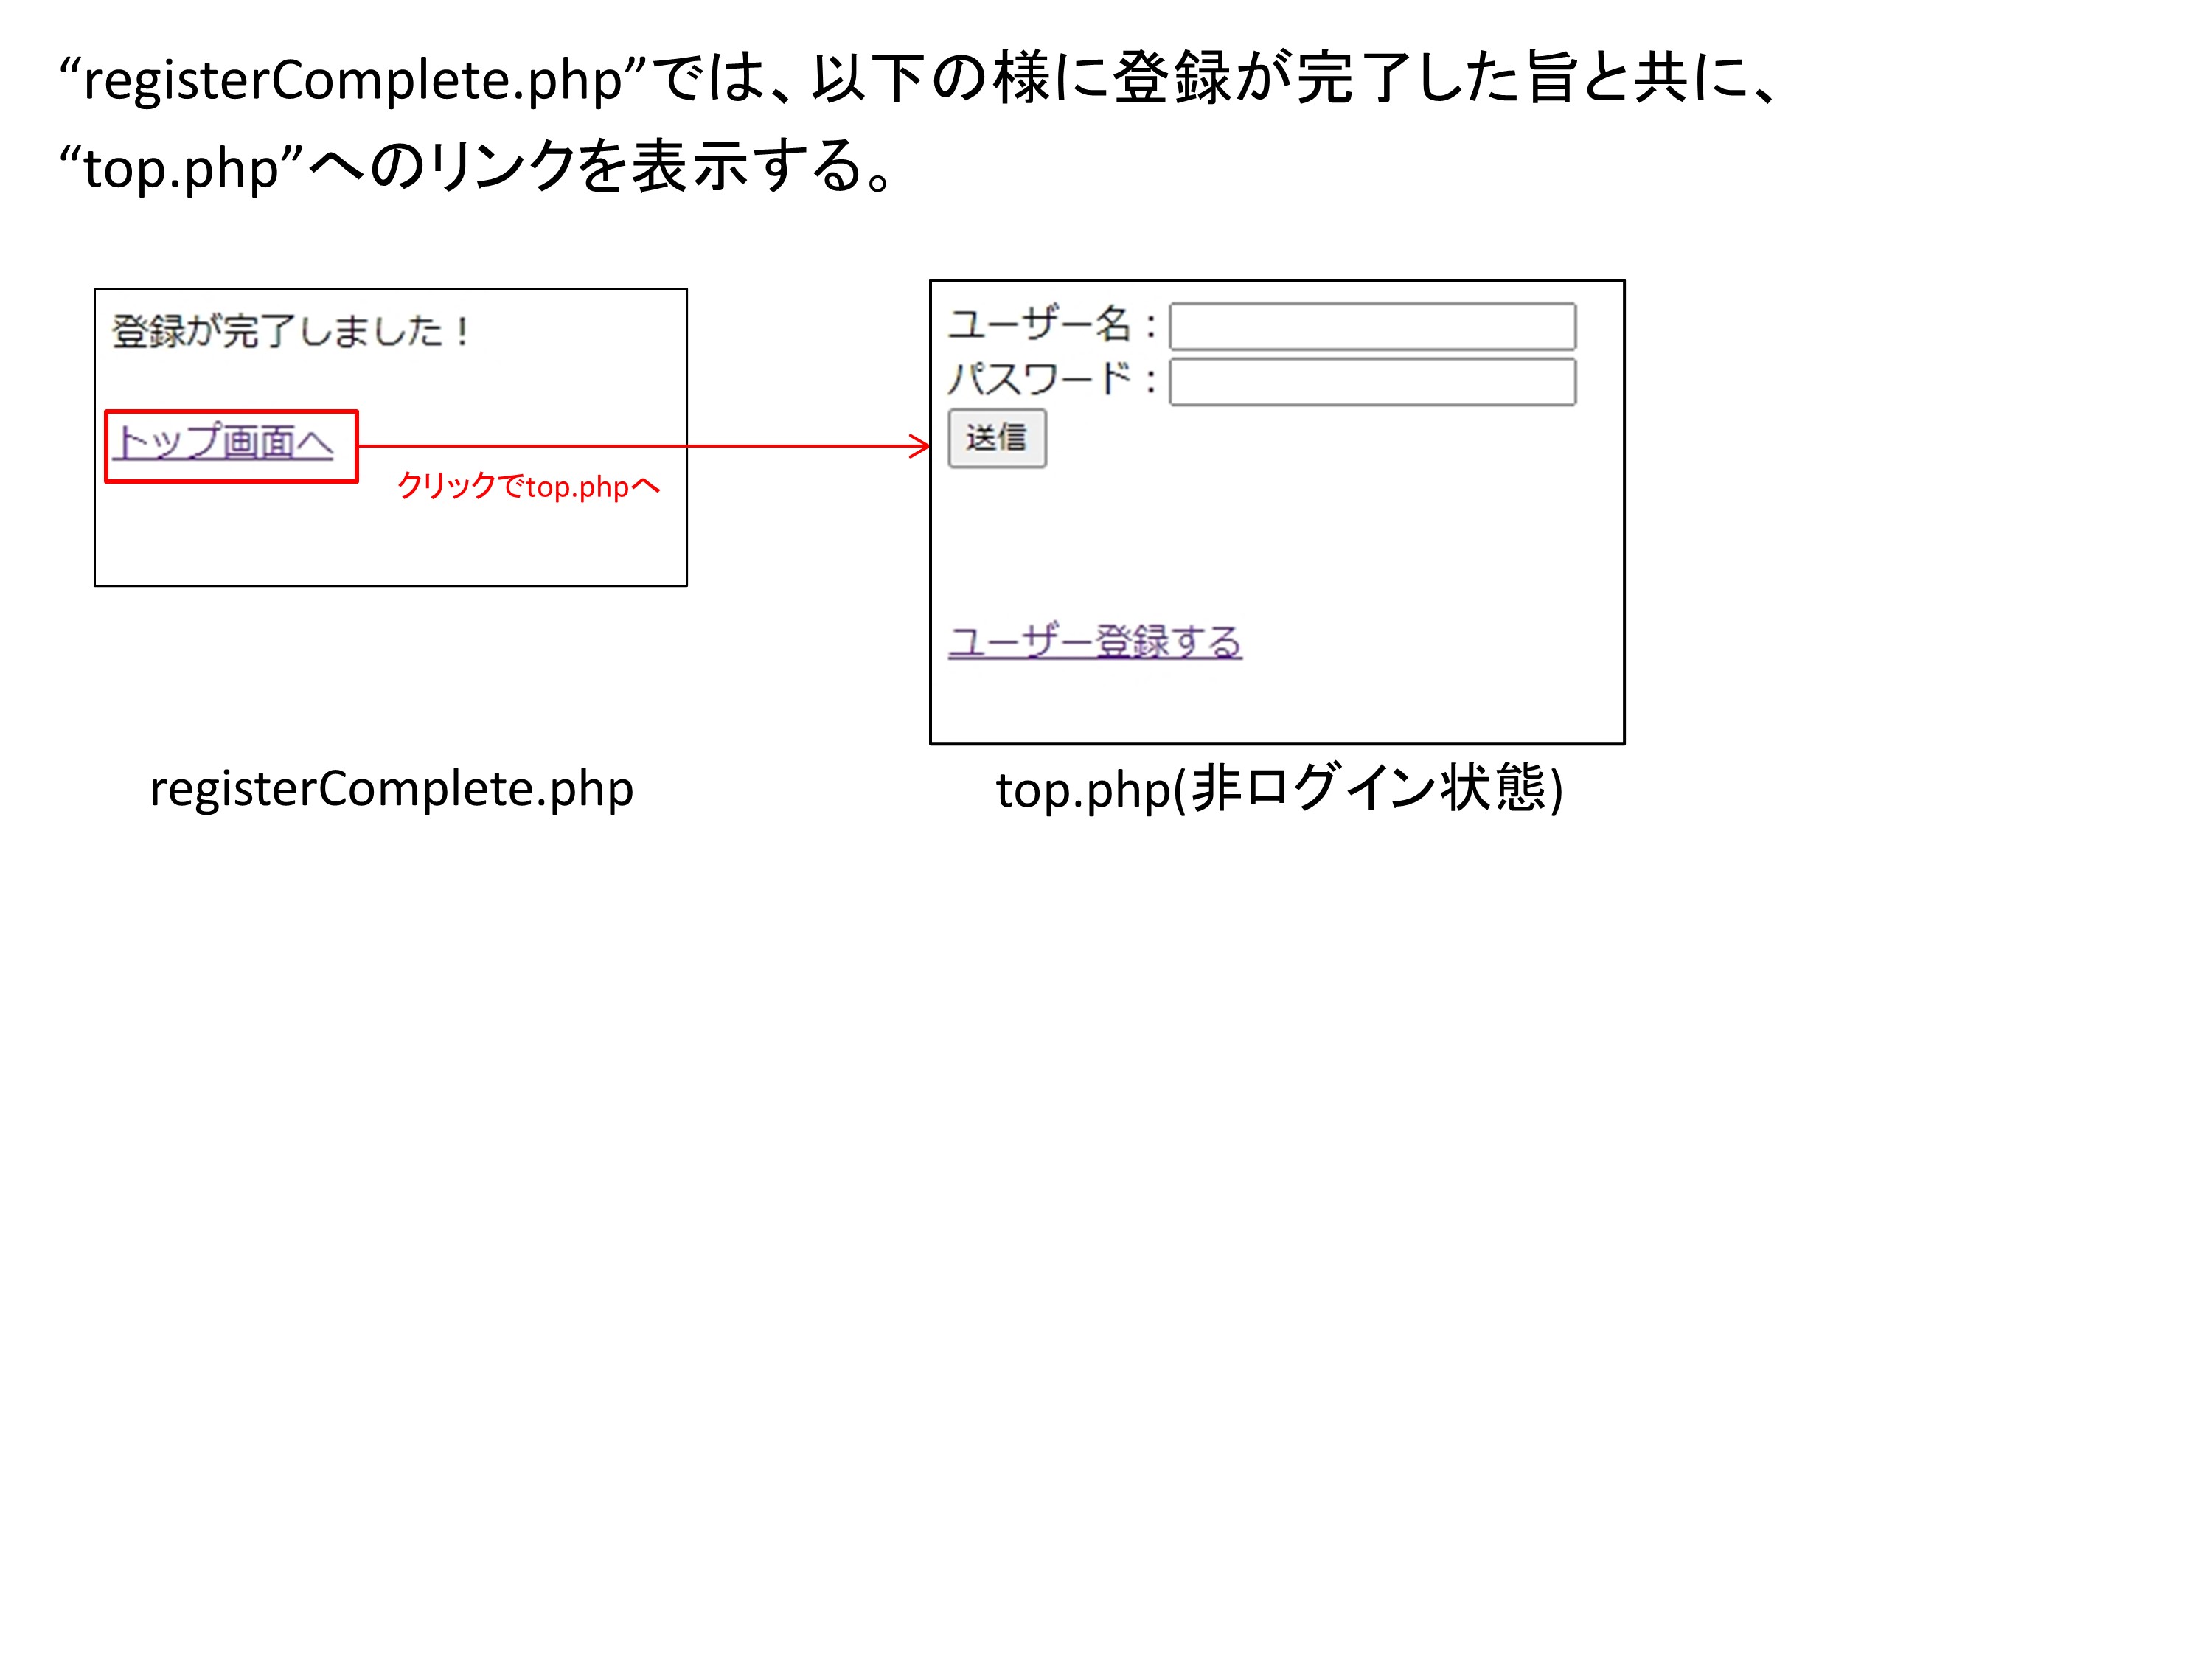 “registerComplete.php”では、以下の様に登録が完了した旨と共に、
“top.php”へのリンクを表示する。
登録が完了しました！
トップ画面へ
クリックでtop.phpへ
registerComplete.php
ユーザー名：
パスワード：
送信
ユーザー登録する
top.php(非ログイン状態)